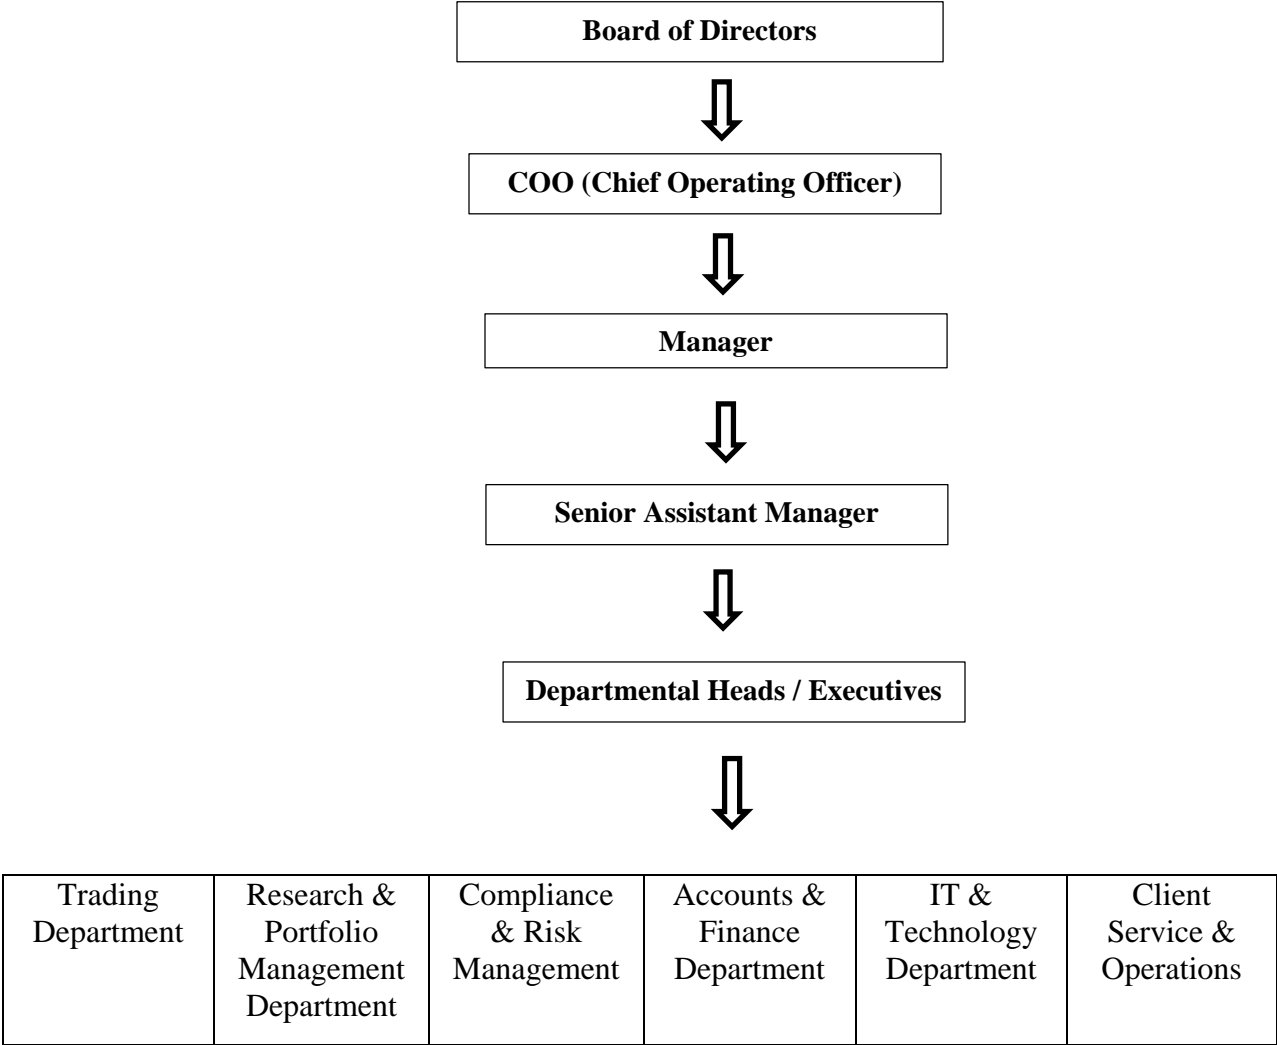 Board of Directors
COO (Chief Operating Officer)
Manager
Senior Assistant Manager
Departmental Heads / Executives
Trading
Department
Research &
Portfolio
Management
Department
Compliance
& Risk
Management
Accounts &
Finance
Department
IT &
Technology
Department
Client
Service &
Operations